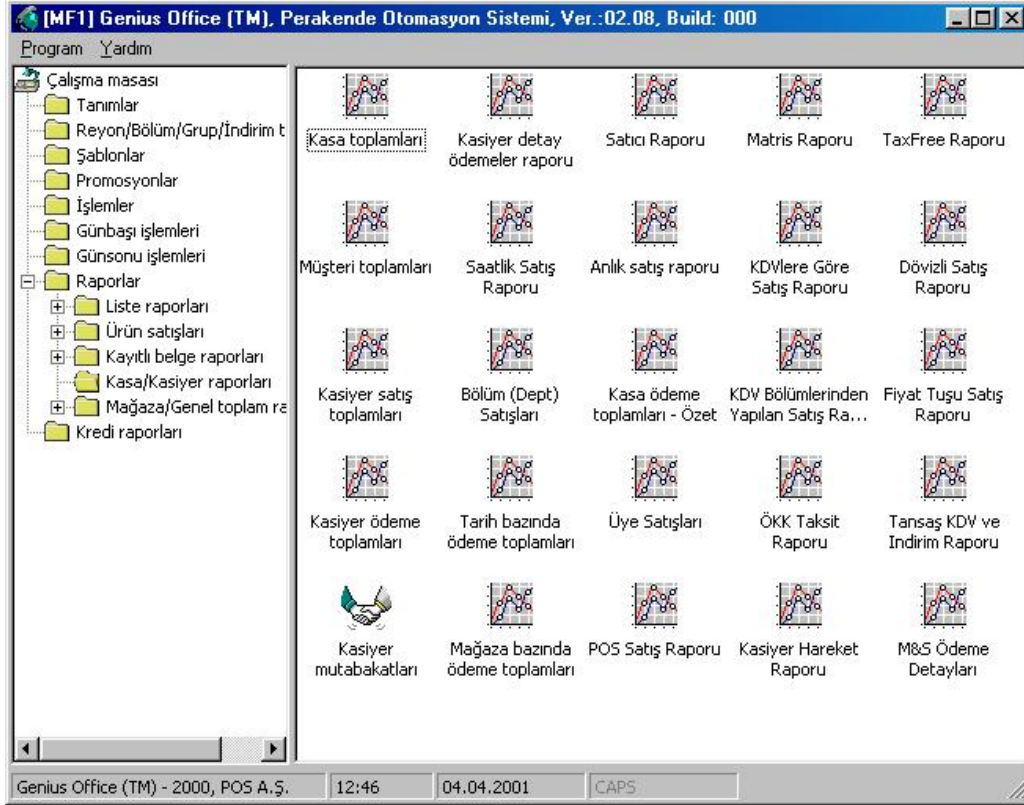 [MF1] Genius Office (TM), Perakende Otomasyon Sistemi, Ver.:02.08, Build: 000
Program Yardım
Çalışma masası
Tanımlar
Reyon/Bölüm/Grup/İndirim t
Şablonlar
Promosyonlar
İşlemler
Günbaşı işlemleri
Günsonu işlemleri
Raporlar
Liste raporları
Ürün satışları
Kayıtlı belge raporları
Kasa/Kasiyer raporları
Mağaza/Genel toplam ra
Kredi raporları
Kasa toplamları
Kasiyer detay
ödemeler raporu
Satıcı Raporu
Matris Raporu
TaxFree Raporu
Müşteri toplamları
Saatlik Satış
Raporu
Anlık satış raporu
KDVlere Göre
Satış Raporu
Dövizli Satış
Raporu
Kasiyer satış
toplamları
Bölüm (Dept)
Satışları
Kasa ödeme
toplamları - Özet
KDV Bölümlerinden
Yapılan Satış Ra...
Fiyat Tuşu Satış
Raporu
Kasiyer ödeme
toplamları
Tarih bazında
ödeme toplamları
Üye Satışları
ÖKK Taksit
Raporu
Tansaş KDV ve
Indirim Raporu
Kasiyer
mutabakatları
Mağaza bazında
ödeme toplamları
POS Satış Raporu
Kasiyer Hareket
Raporu
M&S Ödeme
Detayları
Genius Office (TM) - 2000, POS A.Ş. 12:46 04.04.2001 CAPS